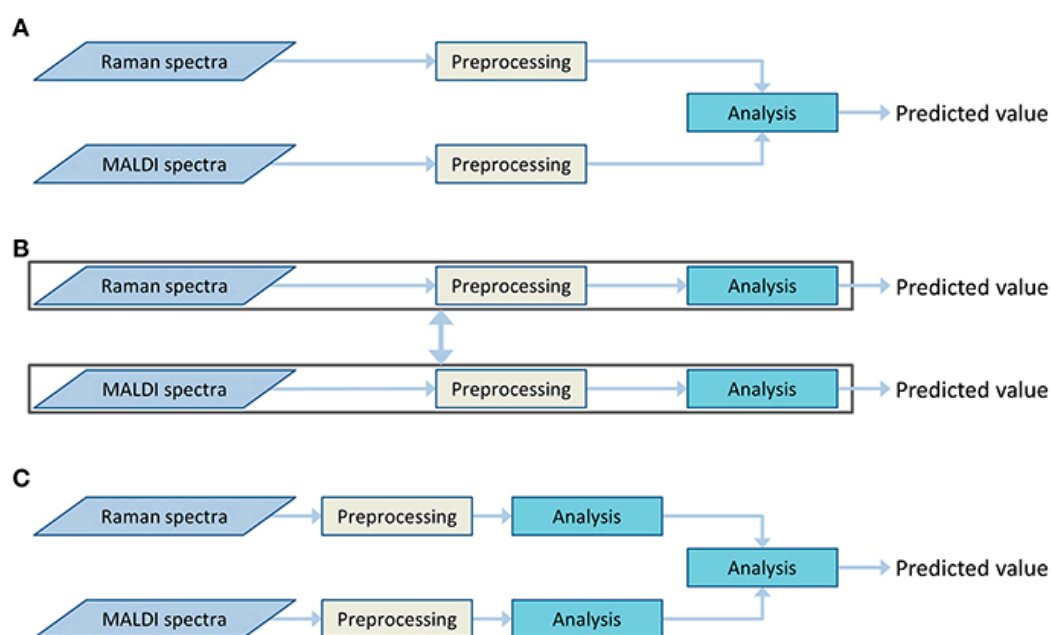 A
Raman spectra
Preprocessing
Analysis
Predicted value
MALDI spectra
Preprocessing
B
Raman spectra
Preprocessing
Analysis
Predicted value
MALDI spectra
Preprocessing
Analysis
Predicted value
C
Raman spectra
Preprocessing
Analysis
Analysis
Predicted value
MALDI spectra
Preprocessing
Analysis